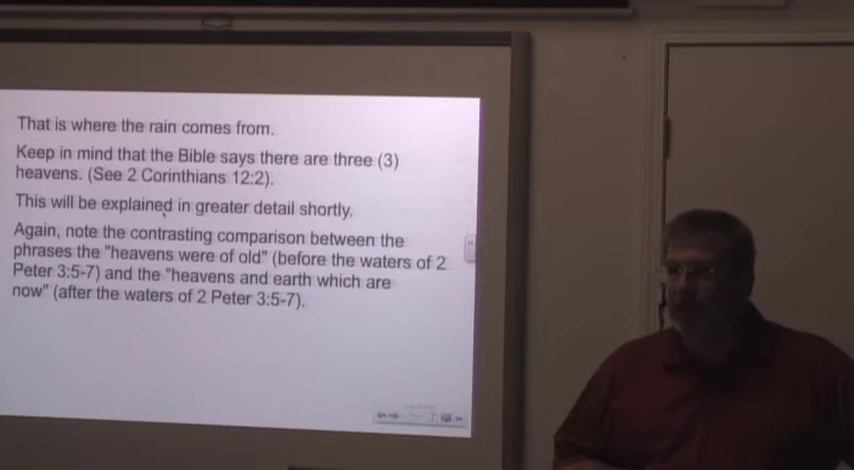 That is where the rain comes from.
Keep in mind that the Bible says there are three (3)
heavens. (See 2 Corinthians 12:2).
This will be explained in greater detail shortly.
Again, note the contrasting comparison between the
phrases the "heavens were of old" (before the waters of 2
Peter 3:5-7) and the "heavens and earth which are
now" (after the waters of 2 Peter 3:5-7).